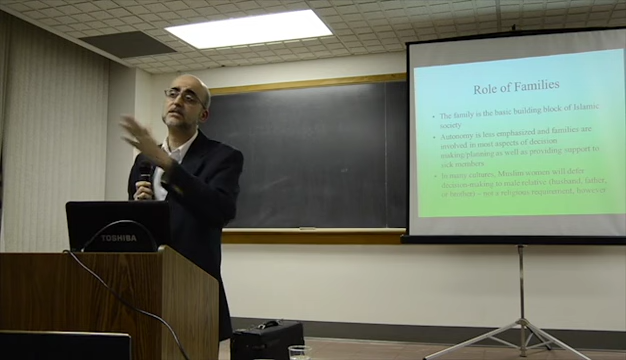 Role of Families
• The family is the basic building block of Islamic
society
• Autonomy is less emphasized and families are
involved in most aspects of decision
making/planning as well as providing support to
sick members
• In many cultures, Muslim women will defer
decision making to male relative (husband, father,
or brother) – not a religious requirement, however
TOSHIBA